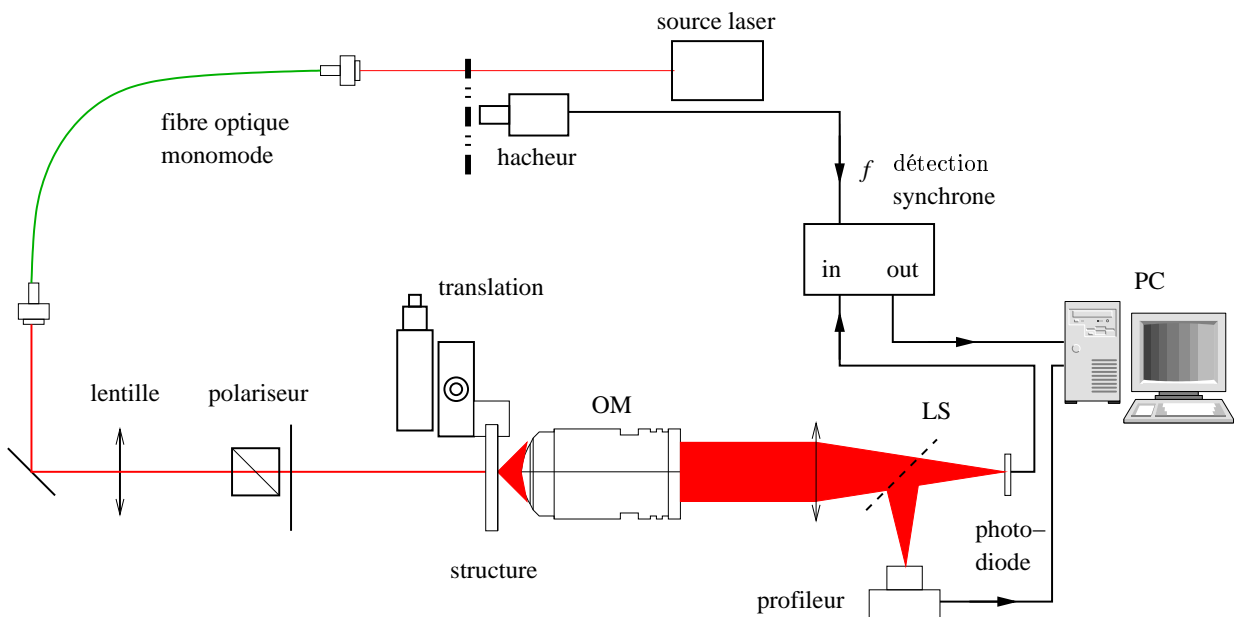 source laser
fibre optique
monomode
hacheur
f
détection
synchrone
in
out
translation
PC
lentille
polariseur
OM
LS
structure
photo–
diode
profileur